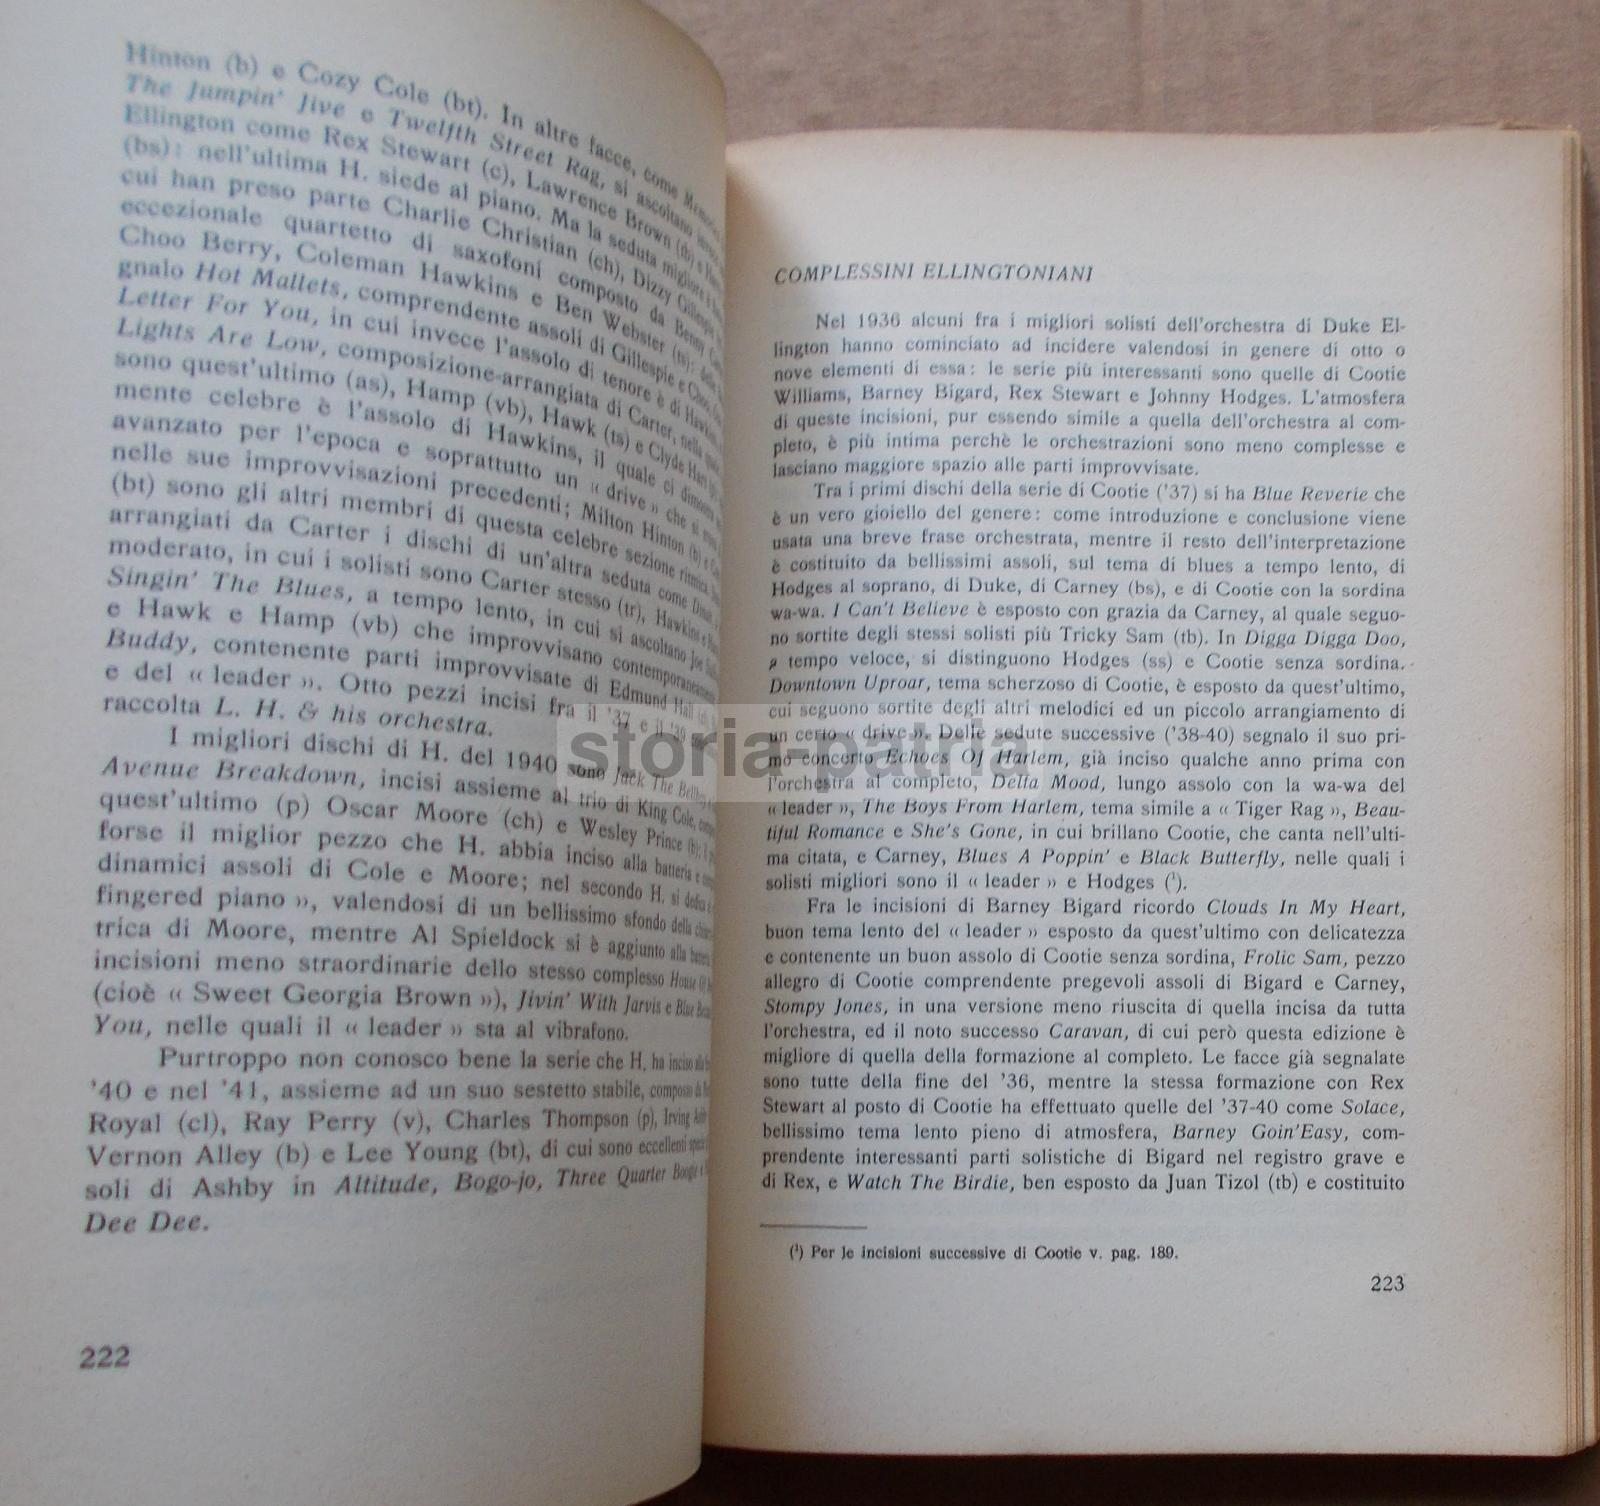 Hinton (b) e Cozy Cole (bt). In altre facce, come Memories
The Jumpin' Jive e Twelfth Street Rag, si ascoltano
Ellington come Rex Stewart (c), Lawrence Brown (tb) e
(bs): nell'ultima H. siede al piano. Ma la seduta migliore è
cui han preso parte Charlie Christian (ch), Dizzy Gillespie
eccezionale quartetto di saxofoni composto da Benny
Choo Berry, Coleman Hawkins e Ben Webster (ts):
gnalo Hot Mallets, comprendente assoli di Gillespie e Choo,
Letter For You, in cui invece l'assolo di tenore è di Hawkins,
Lights Are Low, composizione-arrangiata di Carter, nella quale
sono quest'ultimo (as), Hamp (vb), Hawk (ts) e Clyde Hart
mente celebre è l'assolo di Hawkins, il quale ci dimostra
avanzato per l'epoca e soprattutto un « drive » che si
nelle sue improvvisazioni precedenti; Milton Hinton (b) e
(bt) sono gli altri membri di questa celebre sezione ritmica.
arrangiati da Carter i dischi di un'altra seduta come
moderato, in cui i solisti sono Carter stesso (tr), Hawkins e
Singin' The Blues, a tempo lento, in cui si ascoltano Joe
e Hawk e Hamp (vb) che improvvisano contemporaneamente
Buddy, contenente parti improvvisate di Edmund Hall
e del « leader ». Otto pezzi incisi fra il '37 e il '39
raccolta L. H. & his orchestra.
I migliori dischi di H. del 1940 sono Jack The Bellboy
Avenue Breakdown, incisi assieme al trio di King Cole,
quest'ultimo (p) Oscar Moore (ch) e Wesley Prince (b);
forse il miglior pezzo che H. abbia inciso alla batteria e
dinamici assoli di Cole e Moore; nel secondo H. si dedica
fingered piano », valendosi di un bellissimo sfondo della
trica di Moore, mentre Al Spieldock si è aggiunto alla batteria.
incisioni meno straordinarie dello stesso complesso House Of
(cioè « Sweet Georgia Brown »), Jivin' With Jarvis e Blue
You, nelle quali il « leader » sta al vibrafono.
Purtroppo non conosco bene la serie che H. ha inciso alla
'40 e nel '41, assieme ad un suo sestetto stabile, composto di
Royal (cl), Ray Perry (v), Charles Thompson (p), Irving
Vernon Alley (b) e Lee Young (bt), di cui sono eccellenti
soli di Ashby in Altitude, Bogo-jo, Three Quarter Boogie e
Dee Dee.
222
COMPLESSINI ELLINGTONIANI
Nel 1936 alcuni fra i migliori solisti dell'orchestra di Duke El-
lington hanno cominciato ad incidere valendosi in genere di otto o
nove elementi di essa: le serie più interessanti sono quelle di Cootie
Williams, Barney Bigard, Rex Stewart e Johnny Hodges. L'atmosfera
di queste incisioni, pur essendo simile a quella dell'orchestra al com-
pleto, è più intima perchè le orchestrazioni sono meno complesse e
lasciano maggiore spazio alle parti improvvisate.
Tra i primi dischi della serie di Cootie ('37) si ha Blue Reverie che
è un vero gioiello del genere: come introduzione e conclusione viene
usata una breve frase orchestrata, mentre il resto dell'interpretazione
è costituito da bellissimi assoli, sul tema di blues a tempo lento, di
Hodges al soprano, di Duke, di Carney (bs), e di Cootie con la sordina
wa-wa. I Can't Believe è esposto con grazia da Carney, al quale seguo-
no sortite degli stessi solisti più Tricky Sam (tb). In Digga Digga Doo,
a tempo veloce, si distinguono Hodges (ss) e Cootie senza sordina.
Downtown Uproar, tema scherzoso di Cootie, è esposto da quest'ultimo,
cui seguono sortite degli altri melodici ed un piccolo arrangiamento di
un certo « drive ». Delle sedute successive ('38-40) segnalo il suo pri-
mo concerto Echoes Of Harlem, già inciso qualche anno prima con
l'orchestra al completo, Delta Mood, lungo assolo con la wa-wa del
« leader », The Boys From Harlem, tema simile a « Tiger Rag », Beau-
tiful Romance e She's Gone, in cui brillano Cootie, che canta nell'ulti-
ma citata, e Carney, Blues A Poppin' e Black Butterfly, nelle quali i
solisti migliori sono il « leader » e Hodges (¹).
Fra le incisioni di Barney Bigard ricordo Clouds In My Heart,
buon tema lento del « leader » esposto da quest'ultimo con delicatezza
e contenente un buon assolo di Cootie senza sordina, Frolic Sam, pezzo
allegro di Cootie comprendente pregevoli assoli di Bigard e Carney,
Stompy Jones, in una versione meno riuscita di quella incisa da tutta
l'orchestra, ed il noto successo Caravan, di cui però questa edizione è
migliore di quella della formazione al completo. Le facce già segnalate
sono tutte della fine del '36, mentre la stessa formazione con Rex
Stewart al posto di Cootie ha effettuato quelle del '37-40 come Solace,
bellissimo tema lento pieno di atmosfera, Barney Goin'Easy, com-
prendente interessanti parti solistiche di Bigard nel registro grave e
di Rex, e Watch The Birdie, ben esposto da Juan Tizol (tb) e costituito
(¹) Per le incisioni successive di Cootie v. pag. 189.
223
storia-patria